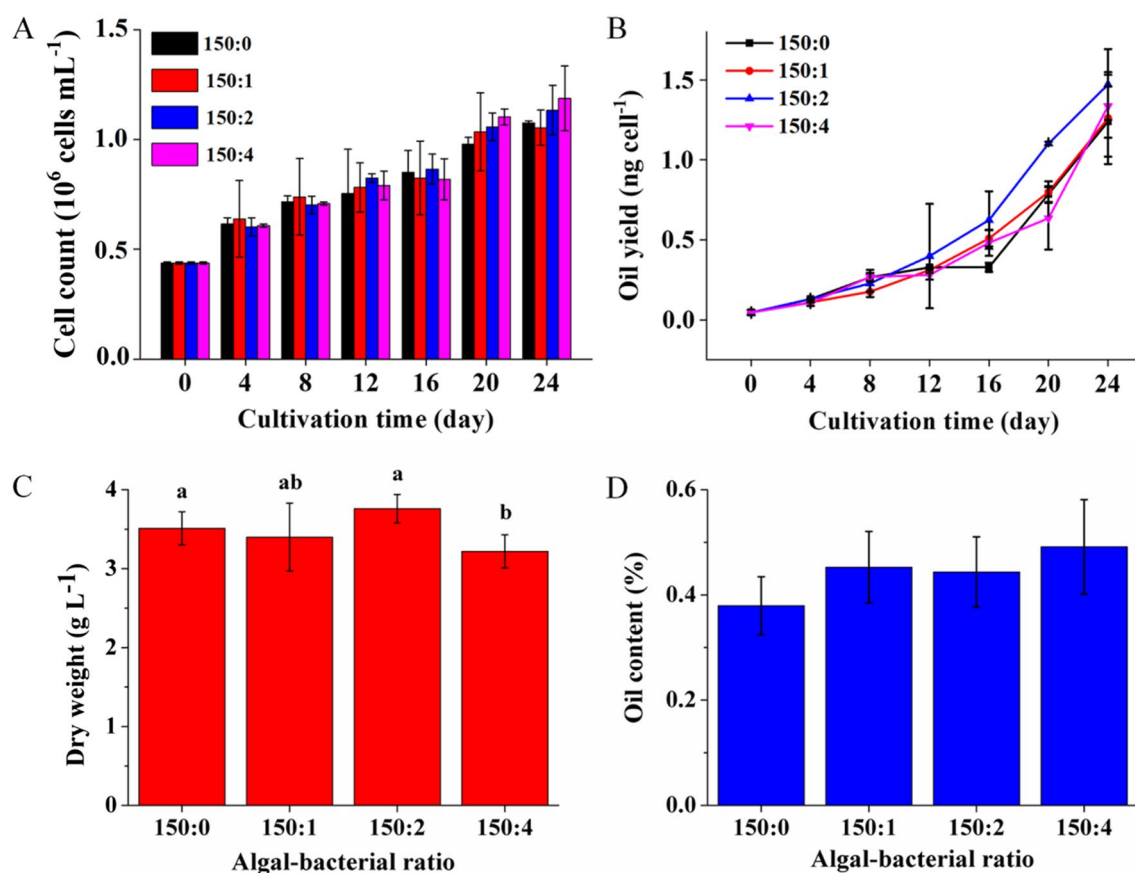 A
Cell count (10⁶ cells mL⁻¹)
1.5
1.0
0.5
0.0
150:0
150:1
150:2
150:4
0 4 8 12 16 20 24
Cultivation time (day)
B
Oil yield (ng cell⁻¹)
1.5
1.0
0.5
0.0
150:0
150:1
150:2
150:4
0 4 8 12 16 20 24
Cultivation time (day)
C
Dry weight (g L⁻¹)
4
3
2
1
0
a ab a b
150:0 150:1 150:2 150:4
Algal-bacterial ratio
D
Oil content (%)
0.6
0.4
0.2
0.0
150:0 150:1 150:2 150:4
Algal-bacterial ratio